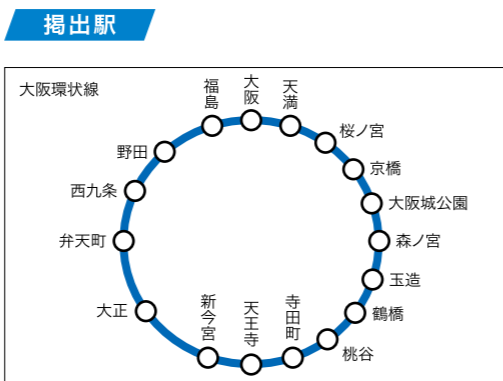 掲出駅
大阪環状線
大阪
天満
桜ノ宮
京橋
大阪城公園
森ノ宮
玉造
鶴橋
桃谷
寺田町
天王寺
新今宮
大正
弁天町
西九条
野田
福島